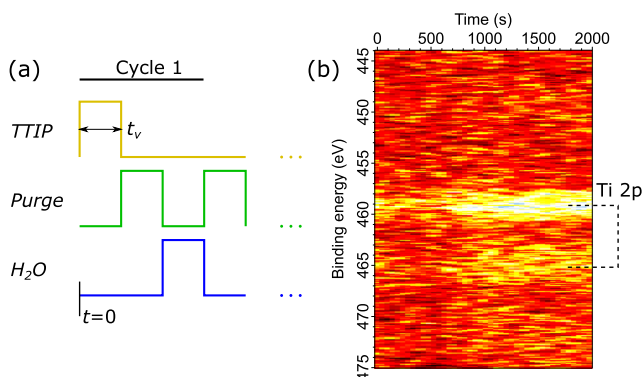 (a)
Cycle 1
TTIP
tv
Purge
H2O
t=0
...
...
...
(b)
Time (s)
0 500 1000 1500 2000
Binding energy (eV)
445
450
455
460
465
470
475
Ti 2p